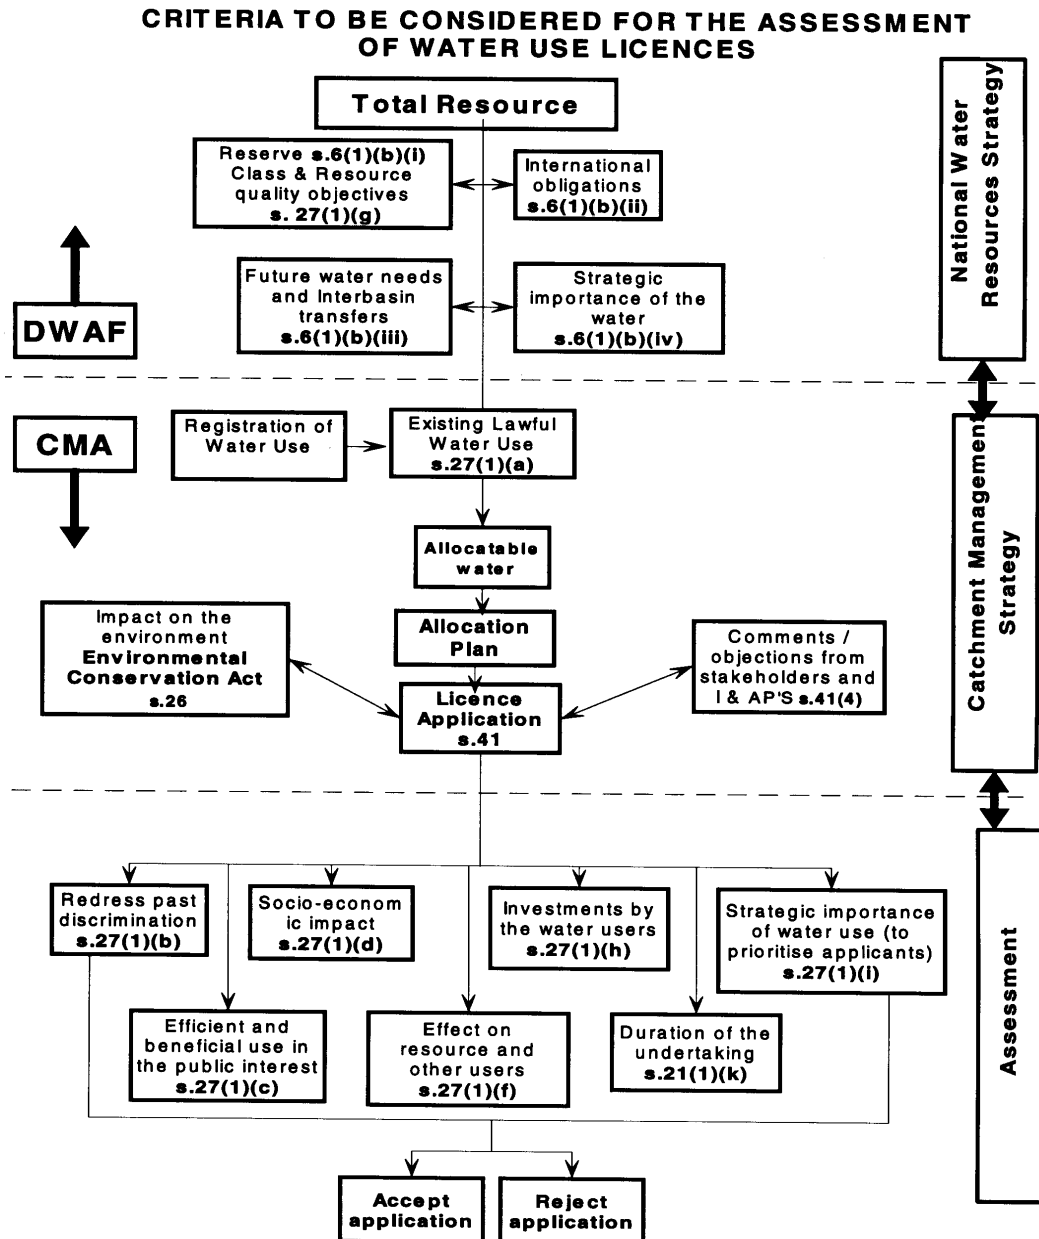 CRITERIA TO BE CONSIDERED FOR THE ASSESSMENT
OF WATER USE LICENCES
Total Resource
Reserve s.6(1)(b)(i)
Class & Resource
quality objectives
s. 27(1)(g)
International
obligations
s.6(1)(b)(ii)
Future water needs
and Interbasin
transfers
s.6(1)(b)(iii)
Strategic
importance of the
water
s.6(1)(b)(iv)
DWAF
National Water
Resources Strategy
CMA
Registration of
Water Use
Existing Lawful
Water Use
s.27(1)(a)
Allocatable
water
Allocation
Plan
Impact on the
environment
Environmental
Conservation Act
s.26
Licence
Application
s.41
Comments /
objections from
stakeholders and
I & AP'S s.41(4)
Catchment Management
Strategy
Redress past
discrimination
s.27(1)(b)
Socio-econom
ic impact
s.27(1)(d)
Investments by
the water users
s.27(1)(h)
Strategic importance
of water use (to
prioritise applicants)
s.27(1)(i)
Efficient and
beneficial use in
the public interest
s.27(1)(c)
Effect on
resource and
other users
s.27(1)(f)
Duration of the
undertaking
s.21(1)(k)
Assessment
Accept
application
Reject
application